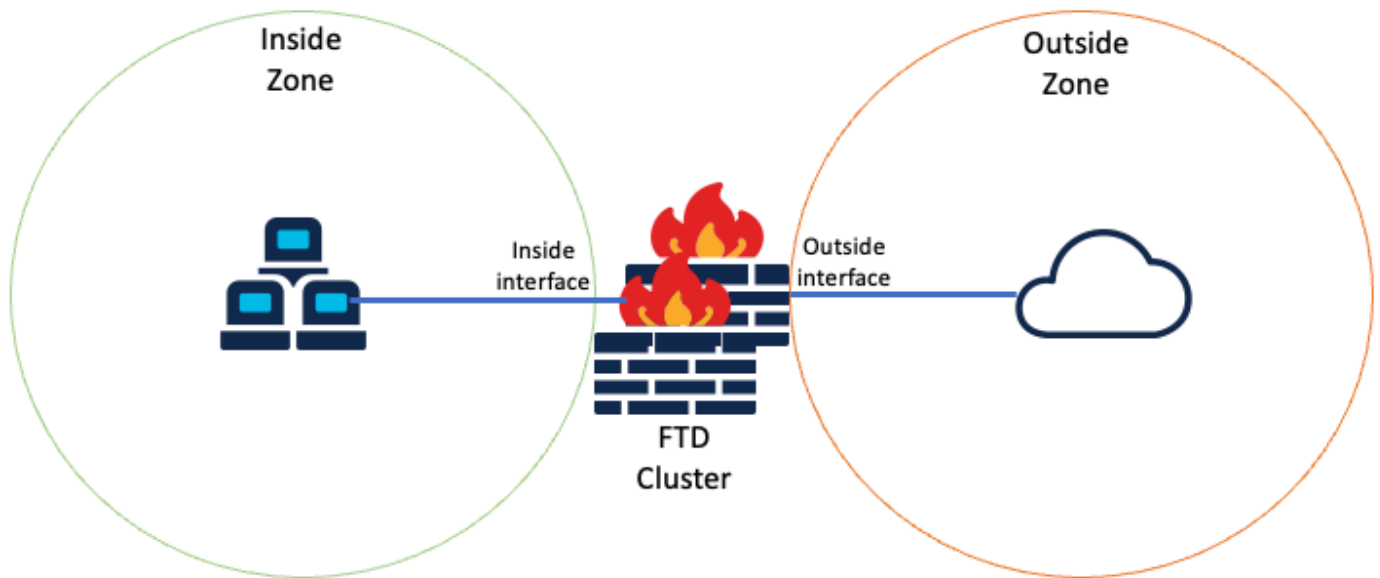 Inside
Zone
Outside
Zone
Inside
interface
Outside
interface
FTD
Cluster